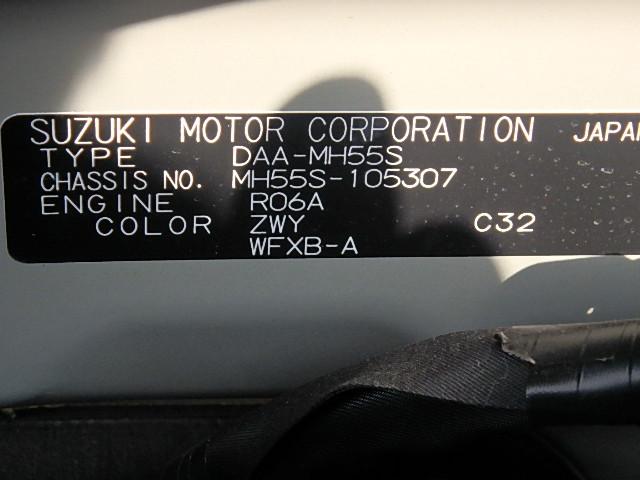 SUZUKI MOTOR CORPORATION JAPAN
TYPE DAA-MH55S
CHASSIS NO. MH55S-105307
ENGINE R06A
COLOR ZWY C32
WFXB-A